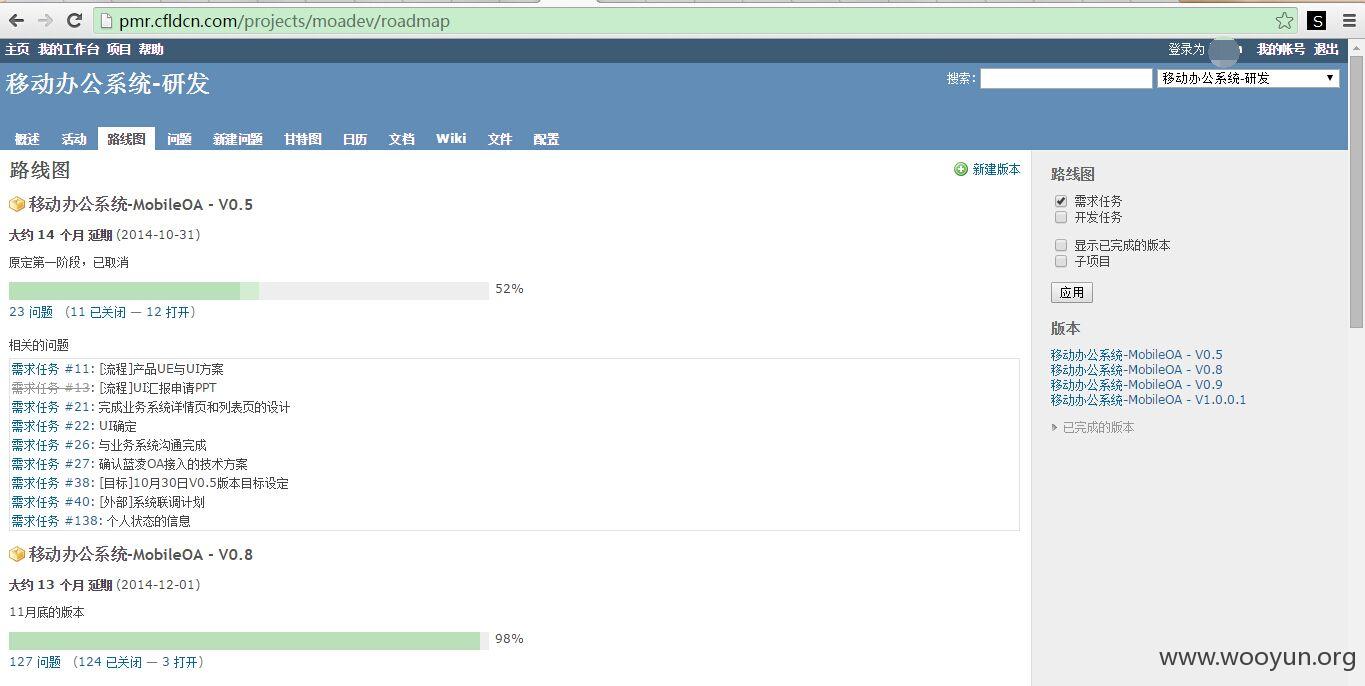 pmr.cfldcn.com/projects/moadev/roadmap
主页 我的工作台 项目 帮助
登录为 我的帐号 退出
移动办公系统-研发
搜索: 移动办公系统-研发
概述 活动 路线图 问题 新建问题 甘特图 日历 文档 Wiki 文件 配置
路线图
新建版本
移动办公系统-MobileOA - V0.5
大约 14 个月 延期 (2014-10-31)
原定第一阶段，已取消
52%
23 问题 （11 已关闭 — 12 打开）
相关的问题
需求任务 #11: [流程]产品UE与UI方案
需求任务 #13: [流程]UI汇报申请PPT
需求任务 #21: 完成业务系统详情页和列表页的设计
需求任务 #22: UI确定
需求任务 #26: 与业务系统沟通完成
需求任务 #27: 确认蓝凌OA接入的技术方案
需求任务 #38: [目标]10月30日V0.5版本目标设定
需求任务 #40: [外部]系统联调计划
需求任务 #138: 个人状态的信息
移动办公系统-MobileOA - V0.8
大约 13 个月 延期 (2014-12-01)
11月底的版本
98%
127 问题 （124 已关闭 — 3 打开）
路线图
需求任务
开发任务
显示已完成的版本
子项目
应用
版本
移动办公系统-MobileOA - V0.5
移动办公系统-MobileOA - V0.8
移动办公系统-MobileOA - V0.9
移动办公系统-MobileOA - V1.0.0.1
已完成的版本
www.wooyun.org